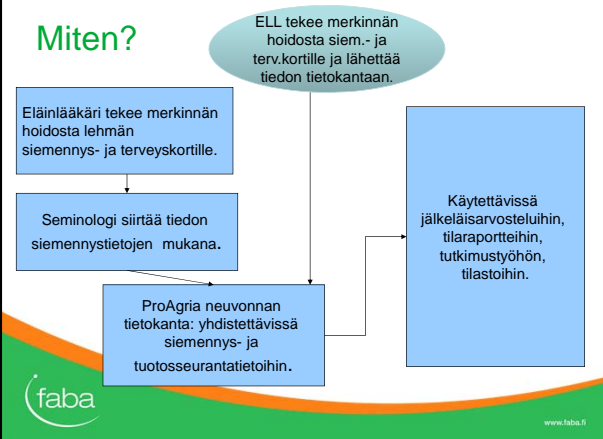 Miten?
ELL tekee merkinnän
hoidosta siem.- ja
terv.kortille ja lähettää
tiedon tietokantaan.
Eläinlääkäri tekee merkinnän
hoidosta lehmän
siemennys- ja terveyskortille.
Seminologi siirtää tiedon
siemennystietojen mukana.
ProAgria neuvonnan
tietokanta: yhdistettävissä
siemennys- ja
tuotosseurantatietoihin.
Käytettävissä
jälkeläisarvosteluihin,
tilaraportteihin,
tutkimustyöhön,
tilastoihin.
faba
www.faba.fi